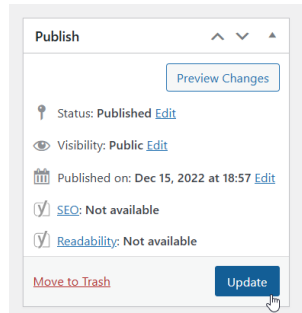 Publish
Preview Changes
Status: Published Edit
Visibility: Public Edit
Published on: Dec 15, 2022 at 18:57 Edit
SEO: Not available
Readability: Not available
Move to Trash
Update